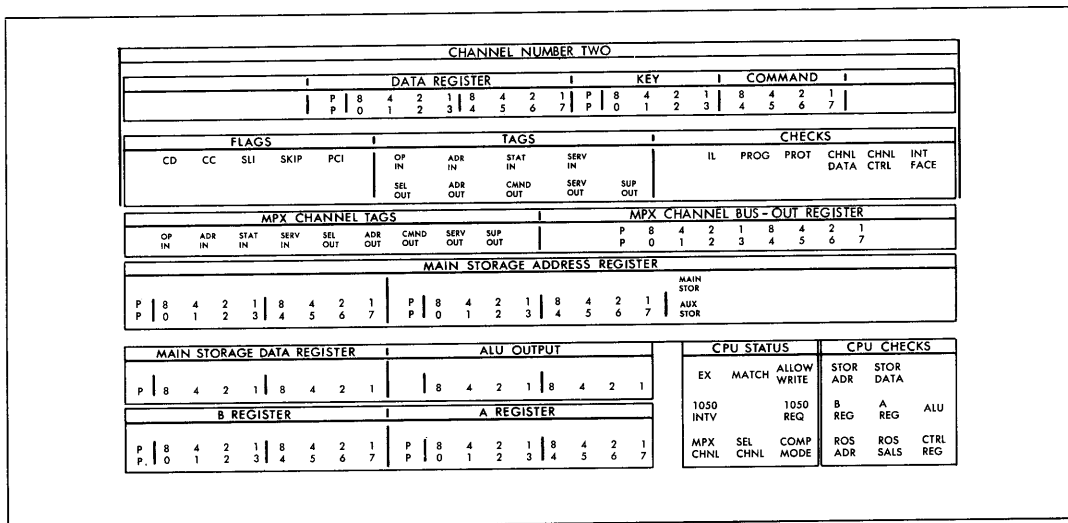 CHANNEL NUMBER TWO
DATA REGISTER KEY COMMAND
P 8 4 2 1 8 4 2 1 P 8 4 2 1 8 4 2 1
P 0 1 2 3 4 5 6 7 P 0 1 2 3 4 5 6 7
FLAGS TAGS CHECKS
CD CC SLI SKIP PCI OP IN ADR IN STAT IN SERV IN IL PROG PROT CHNL DATA CHNL CTRL INT FACE
SEL OUT ADR OUT CMND OUT SERV OUT SUP OUT
MPX CHANNEL TAGS MPX CHANNEL BUS-OUT REGISTER
OP IN ADR IN STAT IN SERV IN SEL OUT ADR OUT CMND OUT SERV OUT SUP OUT P 8 4 2 1 8 4 2 1
P 0 1 2 3 4 5 6 7
MAIN STORAGE ADDRESS REGISTER
MAIN STOR
P 8 4 2 1 8 4 2 1 P 8 4 2 1 8 4 2 1 AUX STOR
P 0 1 2 3 4 5 6 7 P 0 1 2 3 4 5 6 7
MAIN STORAGE DATA REGISTER ALU OUTPUT
P 8 4 2 1 8 4 2 1 8 4 2 1 8 4 2 1
B REGISTER A REGISTER
P 8 4 2 1 8 4 2 1 P 8 4 2 1 8 4 2 1
P. 0 1 2 3 4 5 6 7 P 0 1 2 3 4 5 6 7
CPU STATUS CPU CHECKS
EX MATCH ALLOW WRITE STOR ADR STOR DATA
1050 INTV 1050 REQ B REG A REG ALU
MPX CHNL SEL CHNL COMP MODE ROS ADR ROS SALS CTRL REG